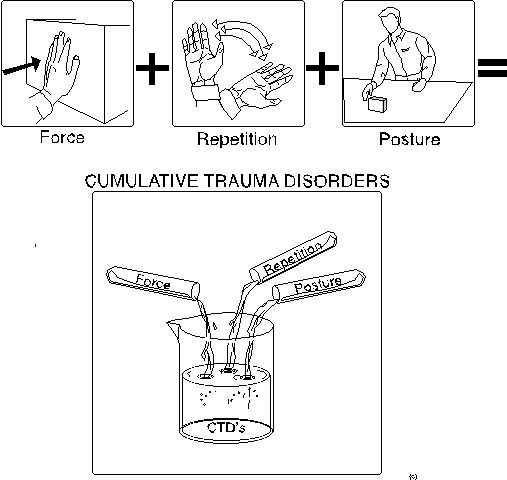 Force
Repetition
Posture
CUMULATIVE TRAUMA DISORDERS
Force
Repetition
Posture
CTD's
(c)